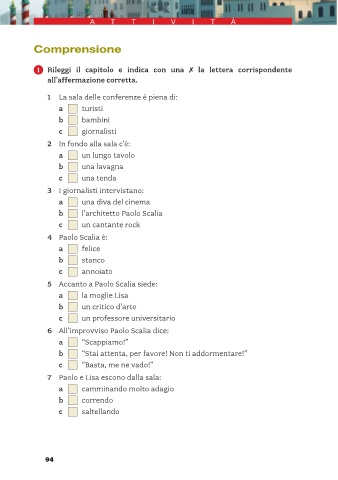 ATTIVITÀ
Comprensione
1 Rileggi il capitolo e indica con una ✗ la lettera corrispondente
all'affermazione corretta.
1 La sala delle conferenze è piena di:
a turisti
b bambini
c giornalisti
2 In fondo alla sala c'è:
a un lungo tavolo
b una lavagna
c una tenda
3 I giornalisti intervistano:
a una diva del cinema
b l'architetto Paolo Scalia
c un cantante rock
4 Paolo Scalia è:
a felice
b stanco
c annoiato
5 Accanto a Paolo Scalia siede:
a la moglie Lisa
b un critico d'arte
c un professore universitario
6 All'improvviso Paolo Scalia dice:
a "Scappiamo!"
b "Stai attenta, per favore! Non ti addormentare!"
c "Basta, me ne vado!"
7 Paolo e Lisa escono dalla sala:
a camminando molto adagio
b correndo
c saltellando
94